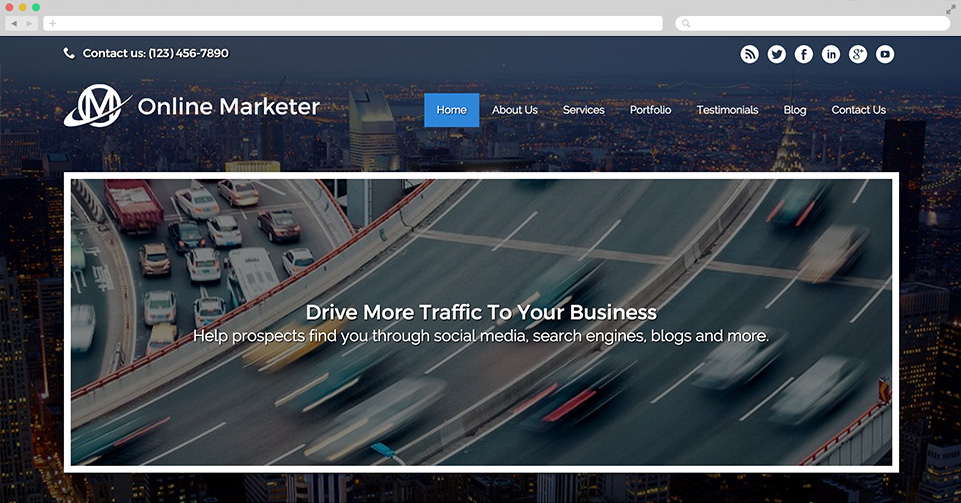 Contact us: (123) 456-7890
Online Marketer
Home About Us Services Portfolio Testimonials Blog Contact Us
Drive More Traffic To Your Business
Help prospects find you through social media, search engines, blogs and more.